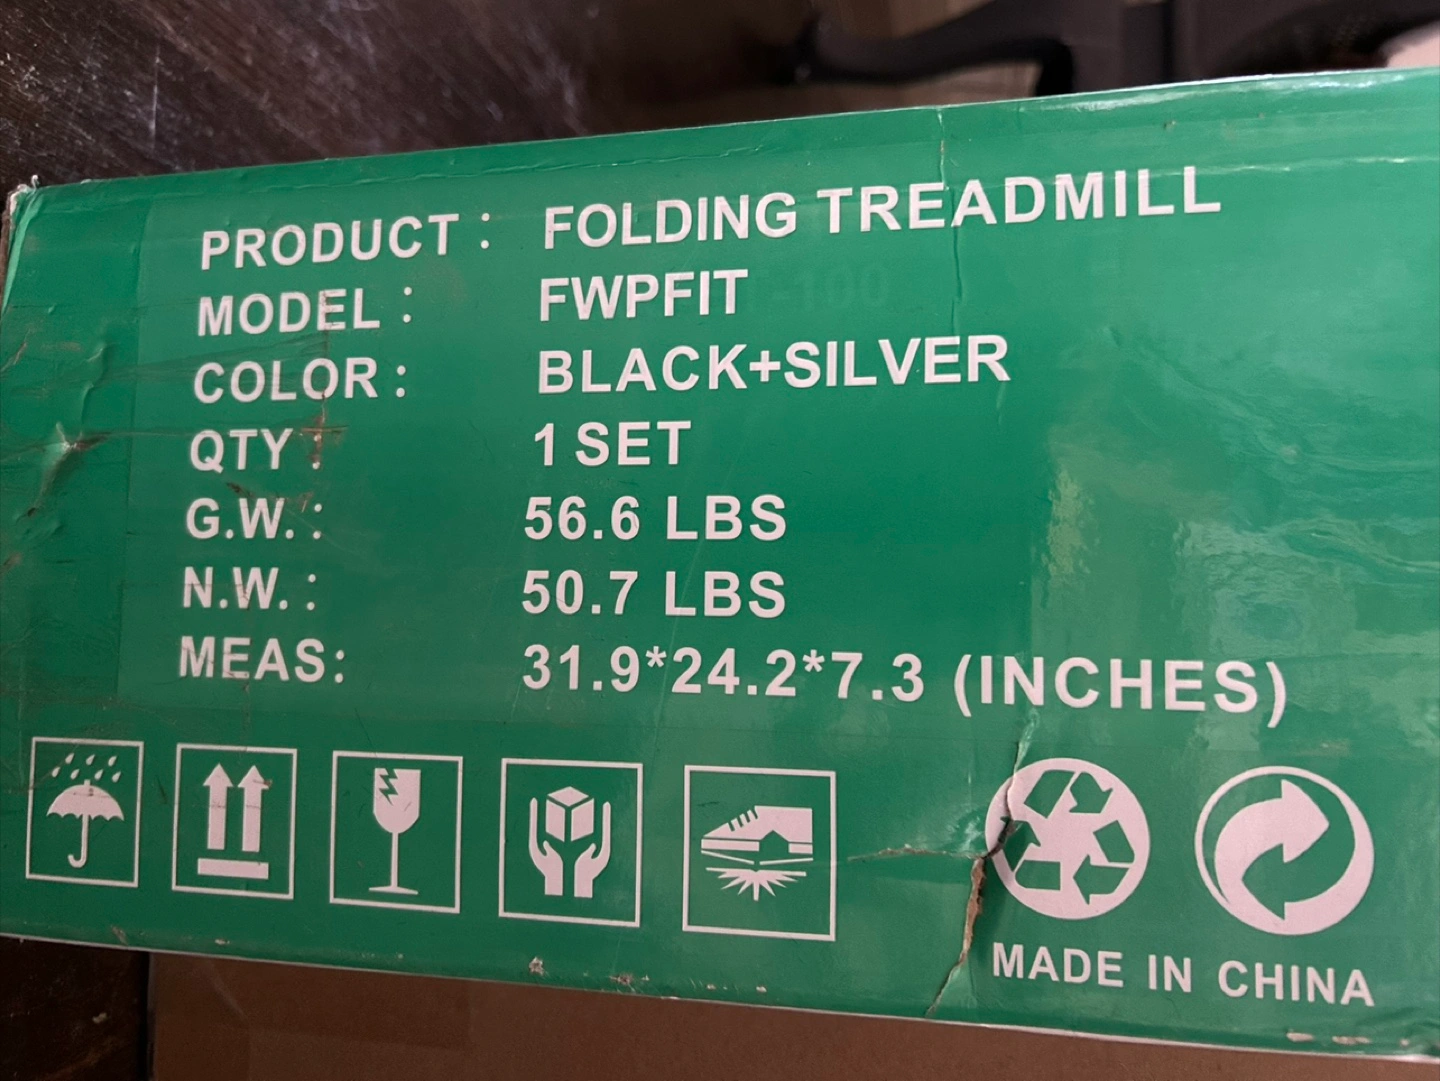 PRODUCT : FOLDING TREADMILL
MODEL : FWPFIT
COLOR : BLACK+SILVER
QTY : 1 SET
G.W. : 56.6 LBS
N.W. : 50.7 LBS
MEAS: 31.9*24.2*7.3 (INCHES)
MADE IN CHINA